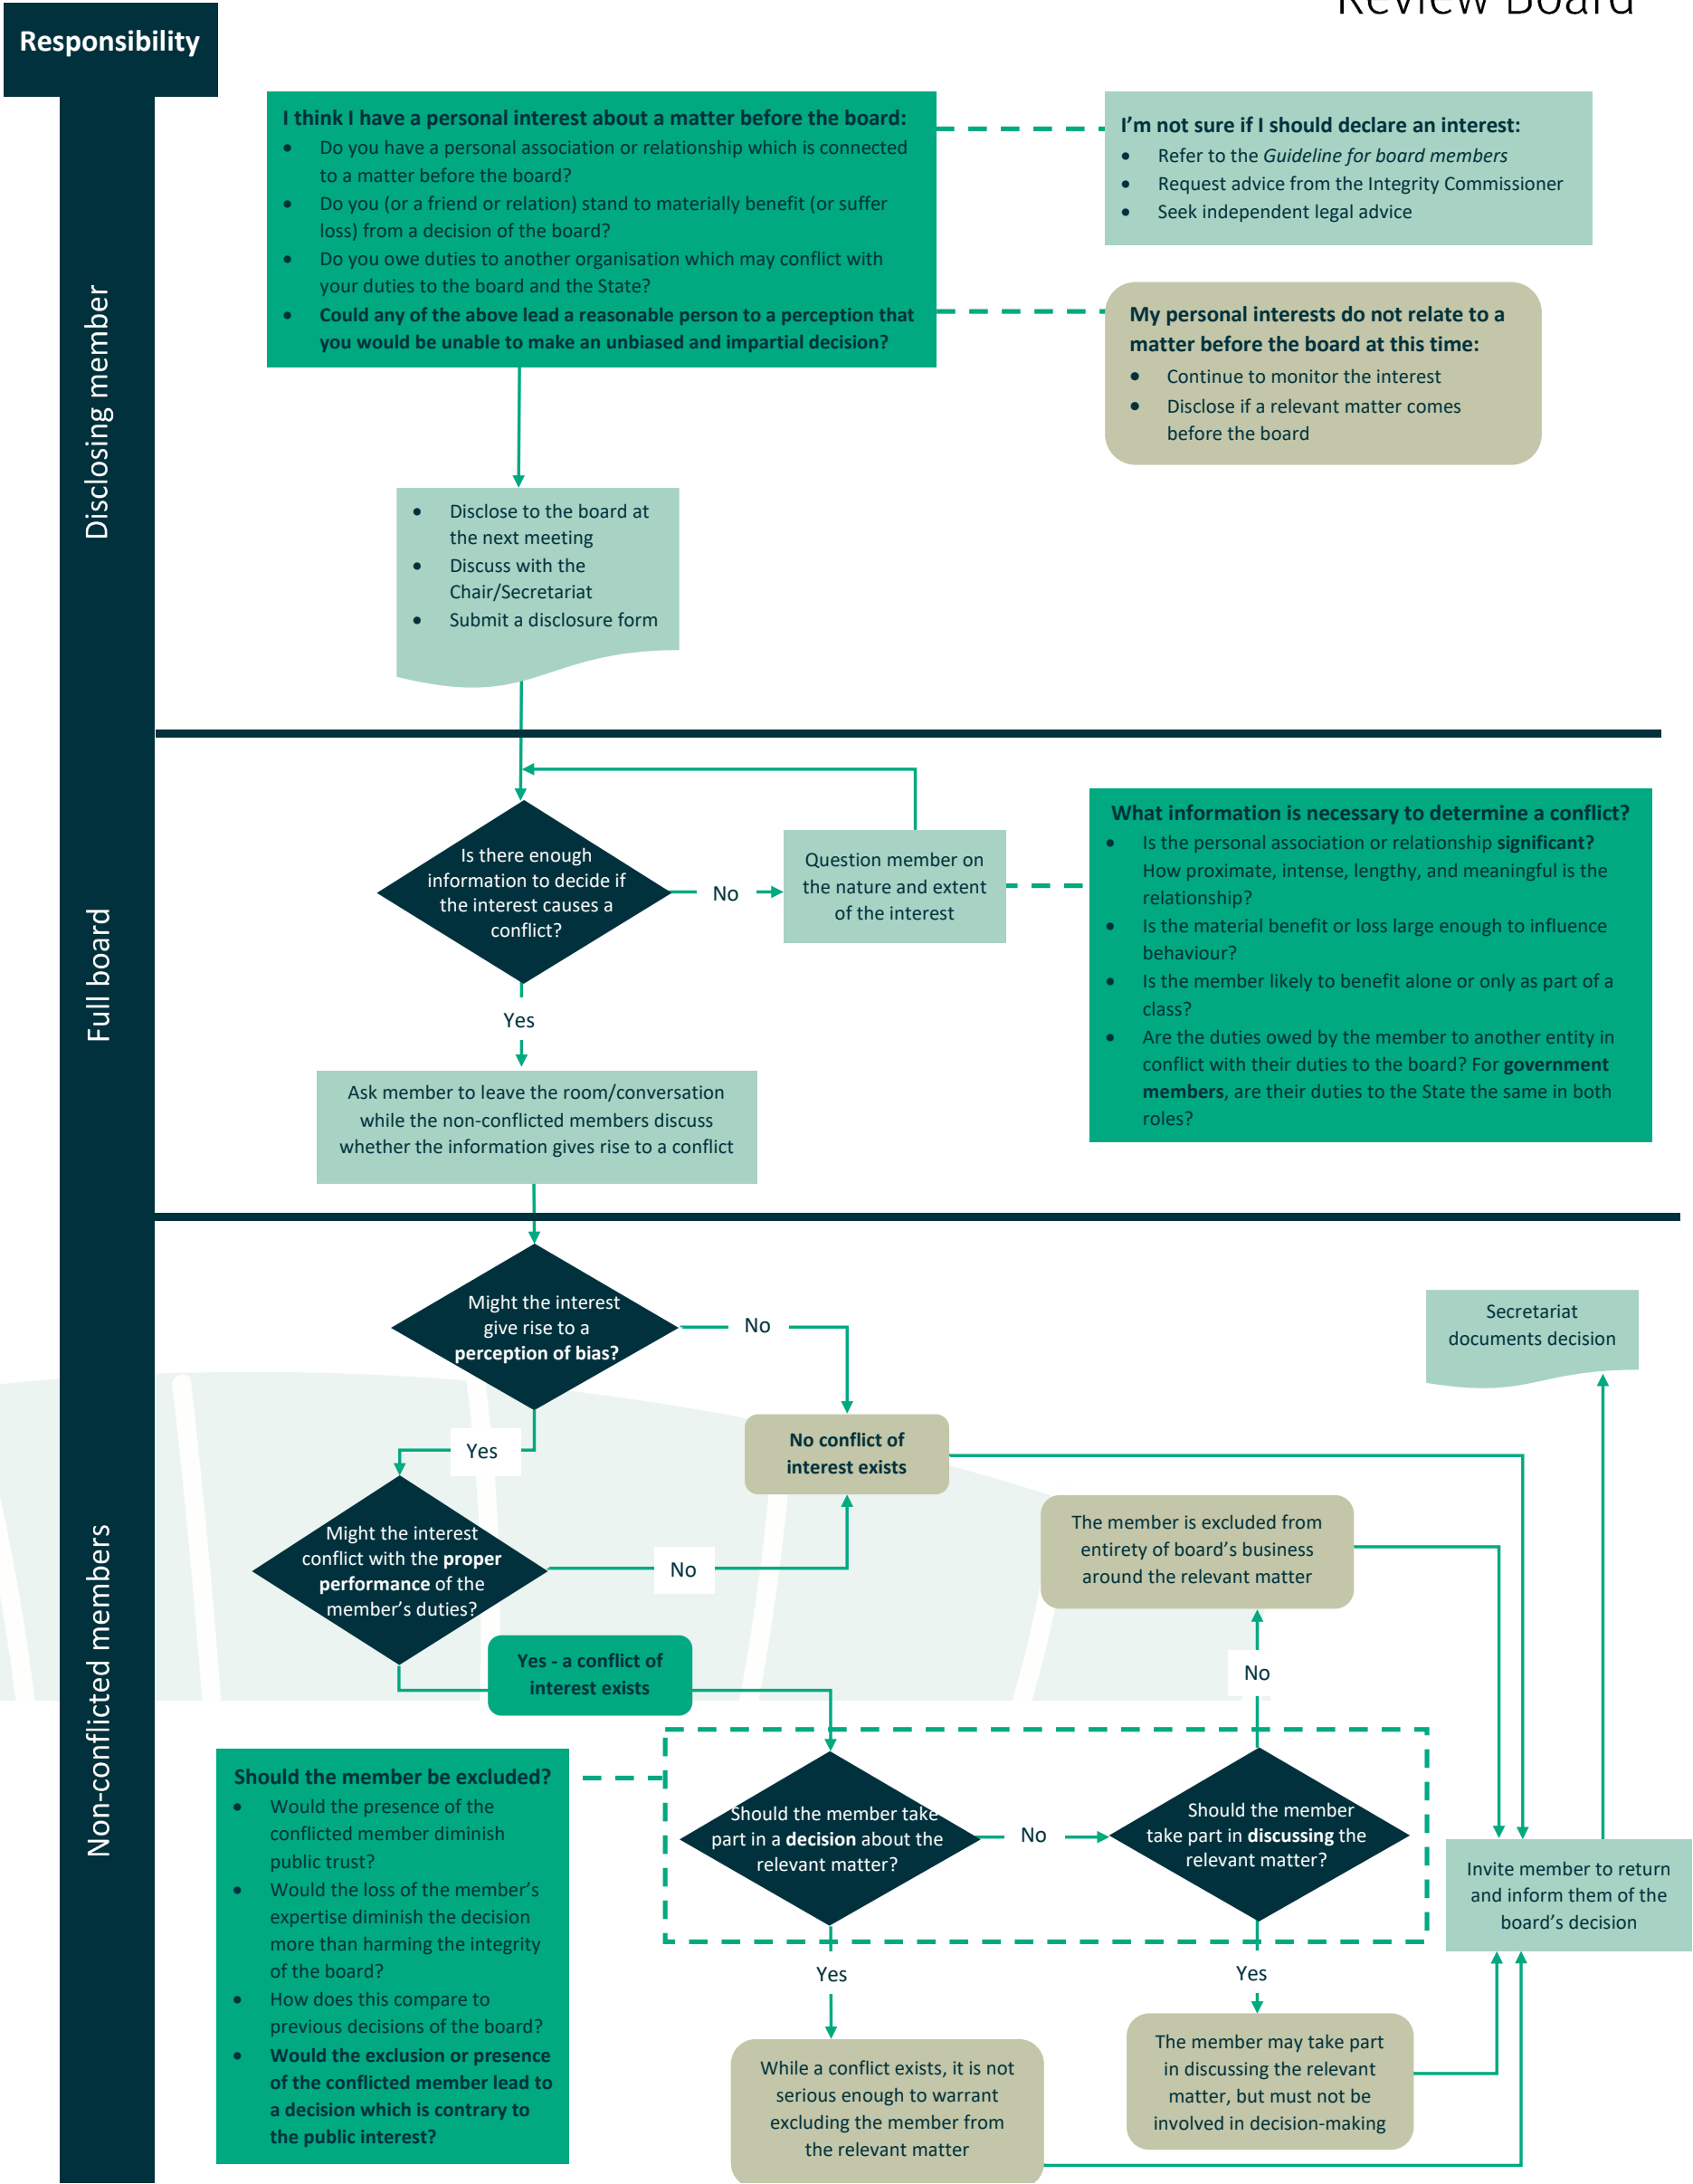 Review Board
Responsibility
Disclosing member
I think I have a personal interest about a matter before the board:
• Do you have a personal association or relationship which is connected
to a matter before the board?
• Do you (or a friend or relation) stand to materially benefit (or suffer
loss) from a decision of the board?
• Do you owe duties to another organisation which may conflict with
your duties to the board and the State?
• Could any of the above lead a reasonable person to a perception that
you would be unable to make an unbiased and impartial decision?
I'm not sure if I should declare an interest:
• Refer to the Guideline for board members
• Request advice from the Integrity Commissioner
• Seek independent legal advice
My personal interests do not relate to a
matter before the board at this time:
• Continue to monitor the interest
• Disclose if a relevant matter comes
before the board
• Disclose to the board at
the next meeting
• Discuss with the
Chair/Secretariat
• Submit a disclosure form
Full board
Is there enough
information to decide if
the interest causes a
conflict?
No
Question member on
the nature and extent
of the interest
What information is necessary to determine a conflict?
• Is the personal association or relationship significant?
How proximate, intense, lengthy, and meaningful is the
relationship?
• Is the material benefit or loss large enough to influence
behaviour?
• Is the member likely to benefit alone or only as part of a
class?
• Are the duties owed by the member to another entity in
conflict with their duties to the board? For government
members, are their duties to the State the same in both
roles?
Yes
Ask member to leave the room/conversation
while the non-conflicted members discuss
whether the information gives rise to a conflict
Non-conflicted members
Might the interest
give rise to a
perception of bias?
No
Secretariat
documents decision
Yes
No conflict of
interest exists
Might the interest
conflict with the proper
performance of the
member's duties?
No
The member is excluded from
entirety of board's business
around the relevant matter
Yes - a conflict of
interest exists
No
Should the member be excluded?
• Would the presence of the
conflicted member diminish
public trust?
• Would the loss of the member's
expertise diminish the decision
more than harming the integrity
of the board?
• How does this compare to
previous decisions of the board?
• Would the exclusion or presence
of the conflicted member lead to
a decision which is contrary to
the public interest?
Should the member take
part in a decision about the
relevant matter?
No
Should the member
take part in discussing the
relevant matter?
Invite member to return
and inform them of the
board's decision
Yes
Yes
While a conflict exists, it is not
serious enough to warrant
excluding the member from
the relevant matter
The member may take part
in discussing the relevant
matter, but must not be
involved in decision-making